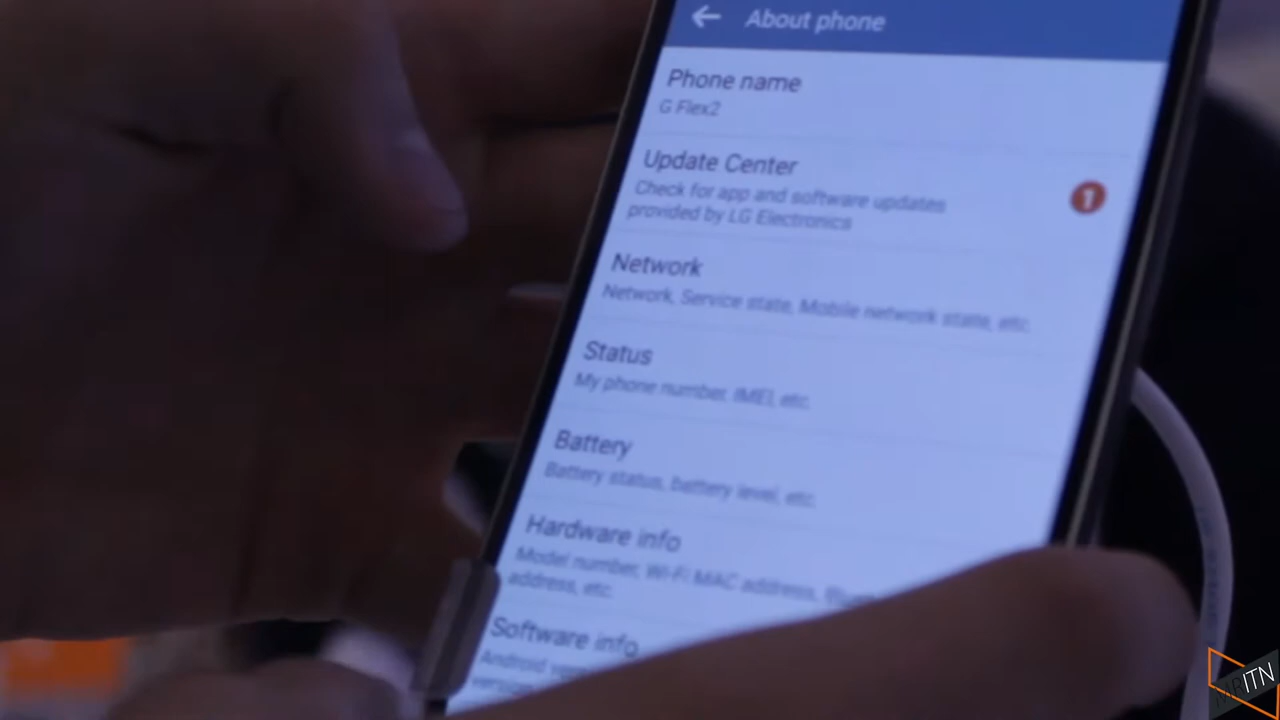 About phone
Phone name
G Flex2
Update Center
Check for app and software updates
provided by LG Electronics
1
Network
Network, Service state, Mobile network state, etc.
Status
My phone number, IMEI, etc.
Battery
Battery status, battery level, etc.
Hardware info
Model number, Wi-Fi MAC address,
address, etc.
Software info
Android
ITN